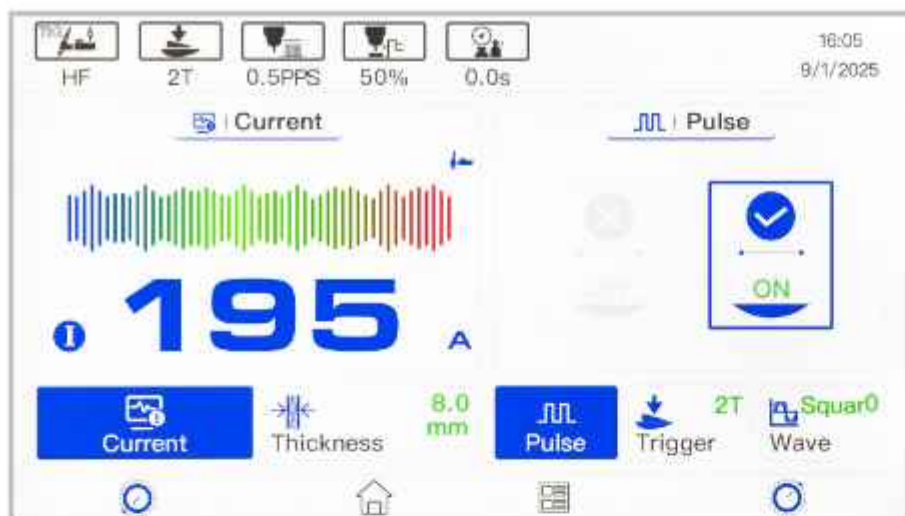 TIG
HF
2T
0.5PPS
50%
0.0s
16:05
9/1/2025
Current
Pulse
195
A
ON
Current
Thickness
8.0
mm
Pulse
Trigger
2T
Wave
Squar0